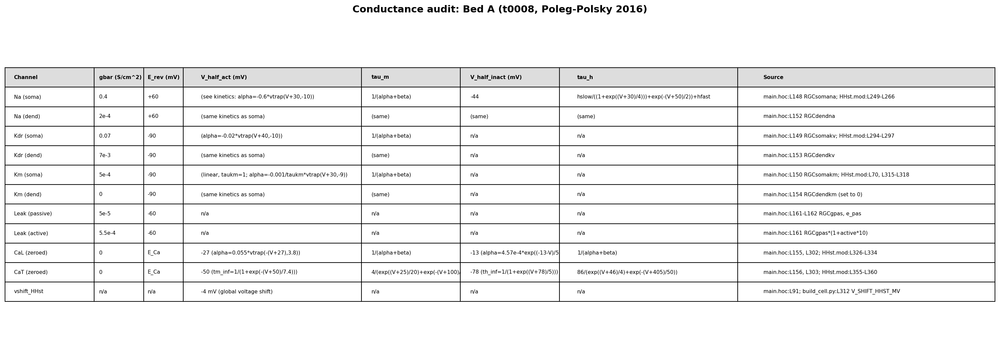 Conductance audit: Bed A (t0008, Poleg-Polsky 2016)
Channel gbar (S/cm^2) E_rev (mV) V_half_act (mV) tau_m V_half_inact (mV) tau_h Source
Na (soma) 0.4 +60 (see kinetics: alpha=-0.6*vtrap(V+30,-10)) 1/(alpha+beta) -44 hslow/((1+exp((V+30)/4)))+exp(-(V+50)/2))+hfast main.hoc:L148 RGCsomana; HHst.mod:L249-L266
Na (dend) 2e-4 +60 (same kinetics as soma) (same) (same) (same) main.hoc:L152 RGCdendna
Kdr (soma) 0.07 -90 (alpha=-0.02*vtrap(V+40,-10)) 1/(alpha+beta) n/a n/a main.hoc:L149 RGCsomakv; HHst.mod:L294-L297
Kdr (dend) 7e-3 -90 (same kinetics as soma) (same) n/a n/a main.hoc:L153 RGCdendkv
Km (soma) 5e-4 -90 (linear, taukm=1; alpha=-0.001/taukm*vtrap(V+30,-9)) 1/(alpha+beta) n/a n/a main.hoc:L150 RGCsomakm; HHst.mod:L70, L315-L318
Km (dend) 0 -90 (same kinetics as soma) (same) n/a n/a main.hoc:L154 RGCdendkm (set to 0)
Leak (passive) 5e-5 -60 n/a n/a n/a n/a main.hoc:L161-L162 RGCgpas, e_pas
Leak (active) 5.5e-4 -60 n/a n/a n/a n/a main.hoc:L161 RGCgpas*(1+active*10)
CaL (zeroed) 0 E_Ca -27 (alpha=0.055*vtrap(-(V+27),3.8)) 1/(alpha+beta) -13 (alpha=4.57e-4*exp((-13-V)/5 1/(alpha+beta) main.hoc:L155, L302; HHst.mod:L326-L334
CaT (zeroed) 0 E_Ca -50 (tm_inf=1/(1+exp(-(V+50)/7.4))) 4/(exp((V+25)/20)+exp(-(V+100)/ -78 (th_inf=1/(1+exp((V+78)/5))) 86/(exp((V+46)/4)+exp(-(V+405)/50)) main.hoc:L156, L303; HHst.mod:L355-L360
vshift_HHst n/a n/a -4 mV (global voltage shift) n/a n/a n/a main.hoc:L91; build_cell.py:L312 V_SHIFT_HHST_MV